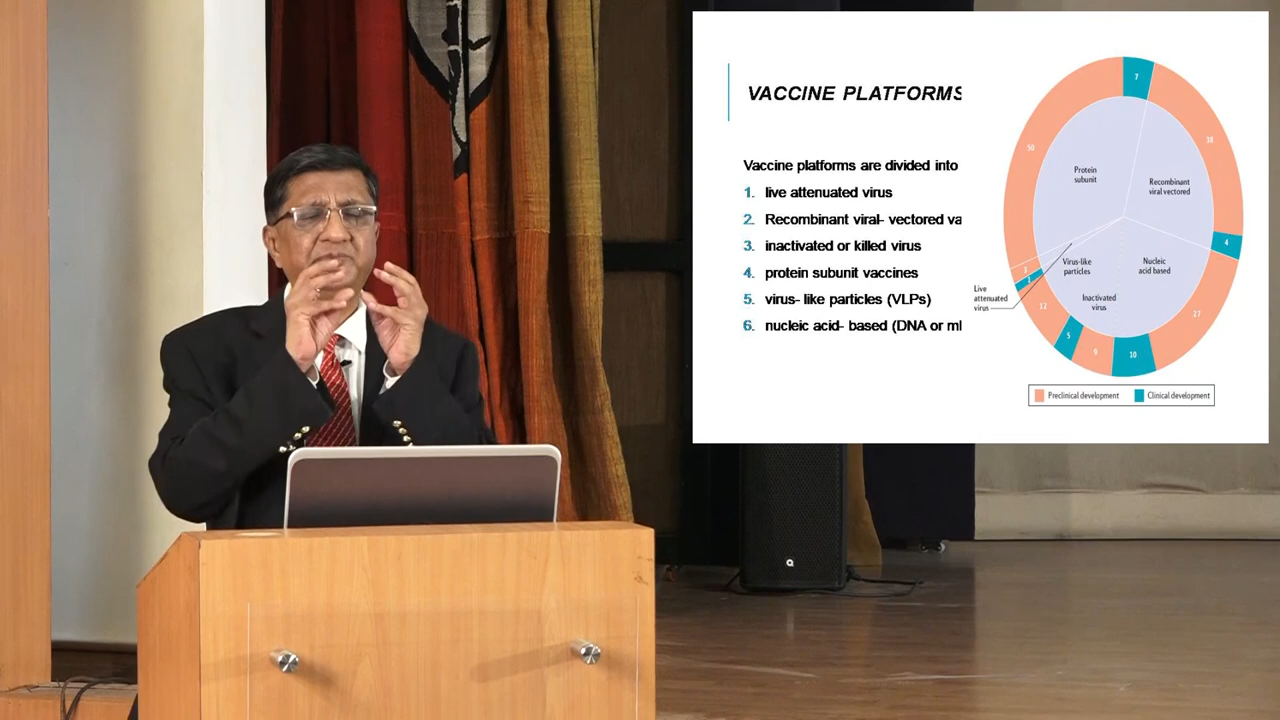 VACCINE PLATFORMS
Vaccine platforms are divided into
1. live attenuated virus
2. Recombinant viral- vectored va
3. inactivated or killed virus
4. protein subunit vaccines
5. virus- like particles (VLPs)
6. nucleic acid- based (DNA or
7
50
38
Protein
subunit
Recombinant
viral vectored
4
Virus-like
particles
Nucleic
acid based
3
Live
attenuated
virus
Inactivated
virus
12
27
5
9
10
Preclinical development
Clinical development